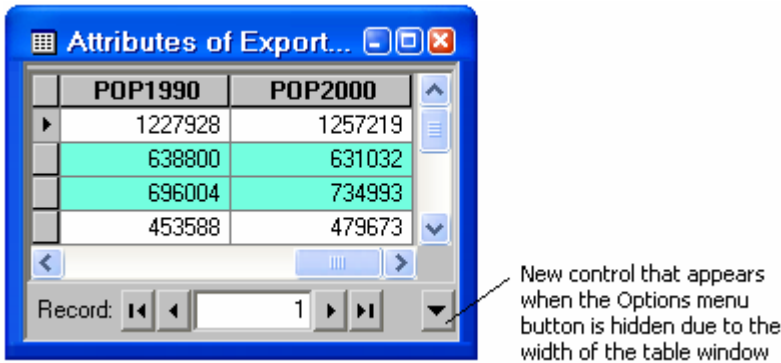 Attributes of Export...
POP1990 POP2000
1227928 1257219
638800 631032
696004 734993
453588 479673
Record: 1
New control that appears
when the Options menu
button is hidden due to the
width of the table window